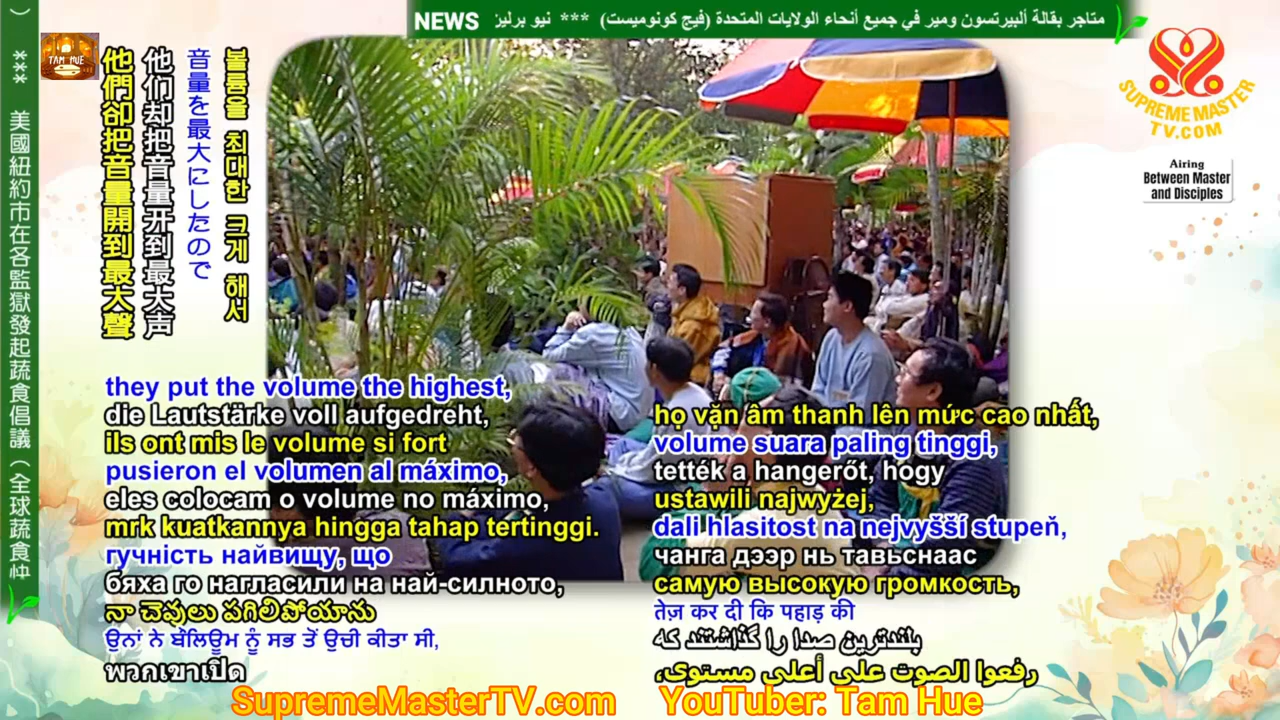 NEWS متاجر بقالة ألبيرتسون ومير في جميع أنحاء الولايات المتحدة (فيج كونوميست) *** نيو برلين
TAM HUE
SUPREME MASTER
TV.COM
Airing
Between Master
and Disciples
) *** 美國紐約市在各監獄發起蔬食倡議（全球蔬食
他們卻把音量開到最大聲
他们却把音量开到最大声
音量を最大にしたので
볼륨을 최대한 크게 해서
they put the volume the highest,
die Lautstärke voll aufgedreht,
ils ont mis le volume si fort
pusieron el volumen al máximo,
eles colocam o volume no máximo,
mrk kuatkannya hingga tahap tertinggi.
гучність найвищу, що
бяха го нагласили на най-силното,
నా చెవులు పగిలిపోయాను
ਉਨਾਂ ਨੇ ਬੋਲਿਊਮ ਨੂੰ ਸਭ ਤੋਂ ਉਚੀ ਕੀਤਾ ਸੀ,
พวกเขาเปิด
họ vặn âm thanh lên mức cao nhất,
volume suara paling tinggi,
tették a hangerőt, hogy
ustawili najwyżej,
dali hlasitost na nejvyšší stupeň,
чанга дээр нь тавьснаас
самую высокую громкость,
तेज़ कर दी कि पहाड़ की
بلندترین صدا را گذاشتند که
رفعوا الصوت على أعلى مستوى،
SupremeMasterTV.com YouTuber: Tam Hue